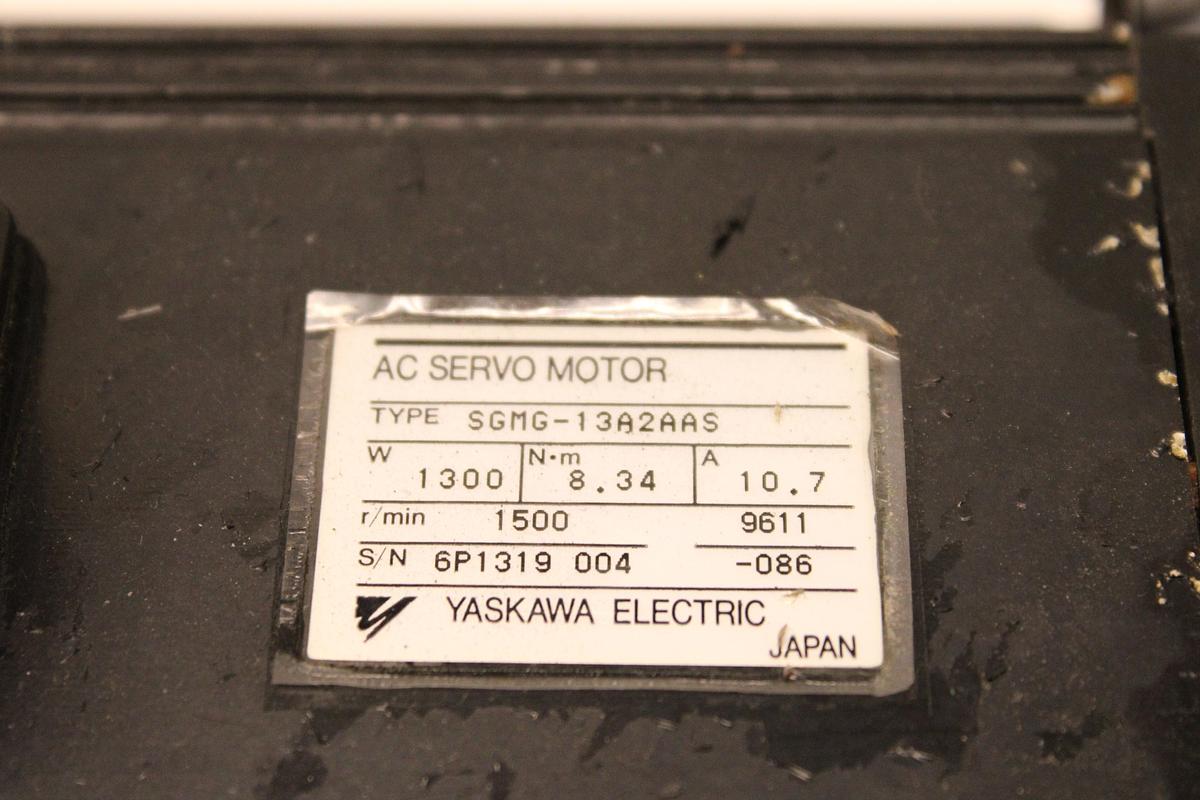 AC SERVO MOTOR
TYPE SGMG-13A2AAS
W 1300 N·m 8.34 A 10.7
r/min 1500 9611
S/N 6P1319 004 -086
YASKAWA ELECTRIC
JAPAN